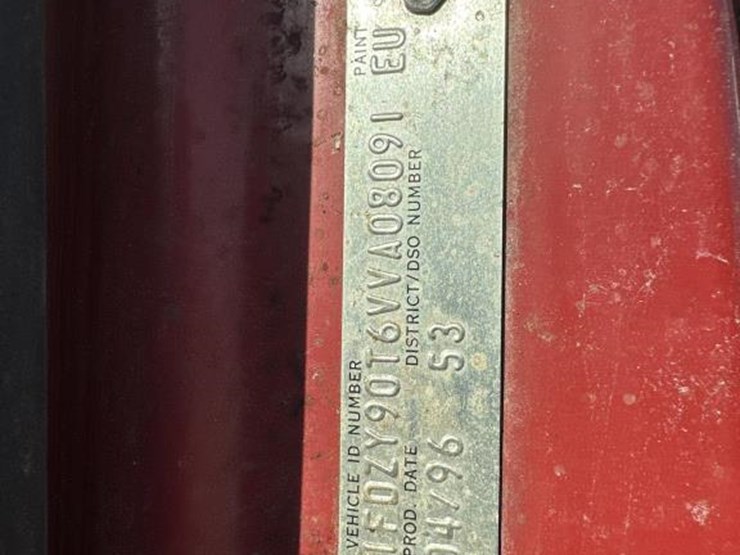 VEHICLE ID NUMBER PAINT
1FDZY90T6VVA08091 EU
PROD. DATE DISTRICT/DSO NUMBER
04/96 53